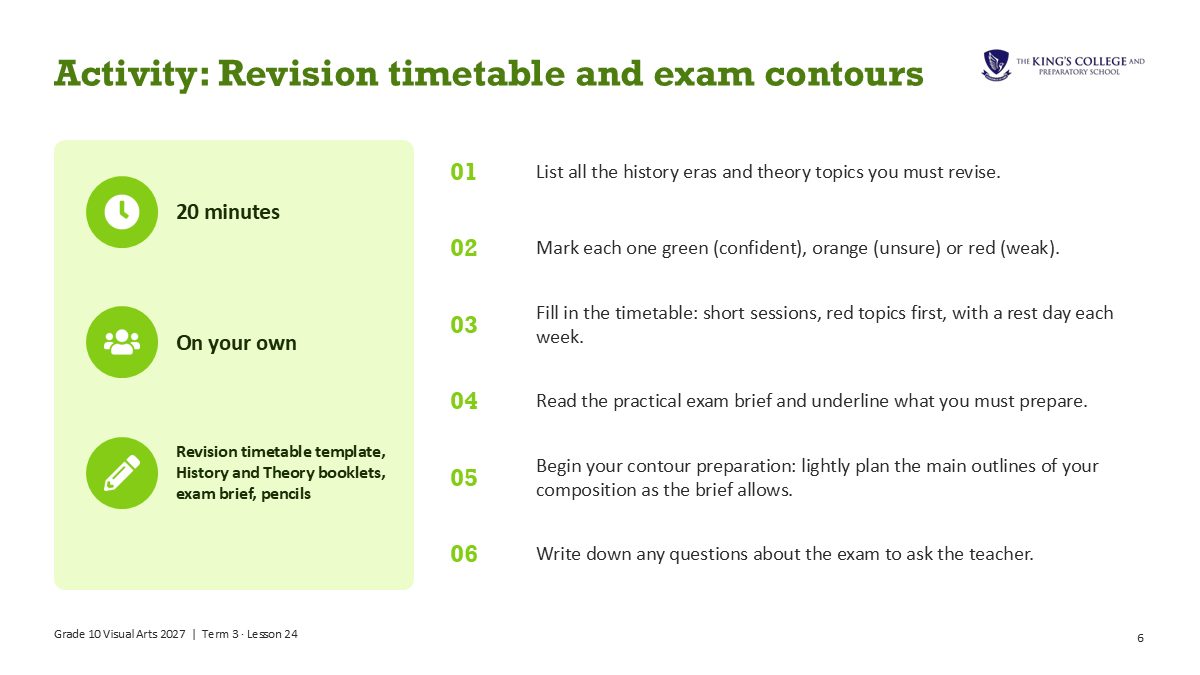 Activity: Revision timetable and exam contours
THE KING'S COLLEGE AND
PREPARATORY SCHOOL
20 minutes
On your own
Revision timetable template,
History and Theory booklets,
exam brief, pencils
01
List all the history eras and theory topics you must revise.
02
Mark each one green (confident), orange (unsure) or red (weak).
03
Fill in the timetable: short sessions, red topics first, with a rest day each
week.
04
Read the practical exam brief and underline what you must prepare.
05
Begin your contour preparation: lightly plan the main outlines of your
composition as the brief allows.
06
Write down any questions about the exam to ask the teacher.
Grade 10 Visual Arts 2027 | Term 3 · Lesson 24
6